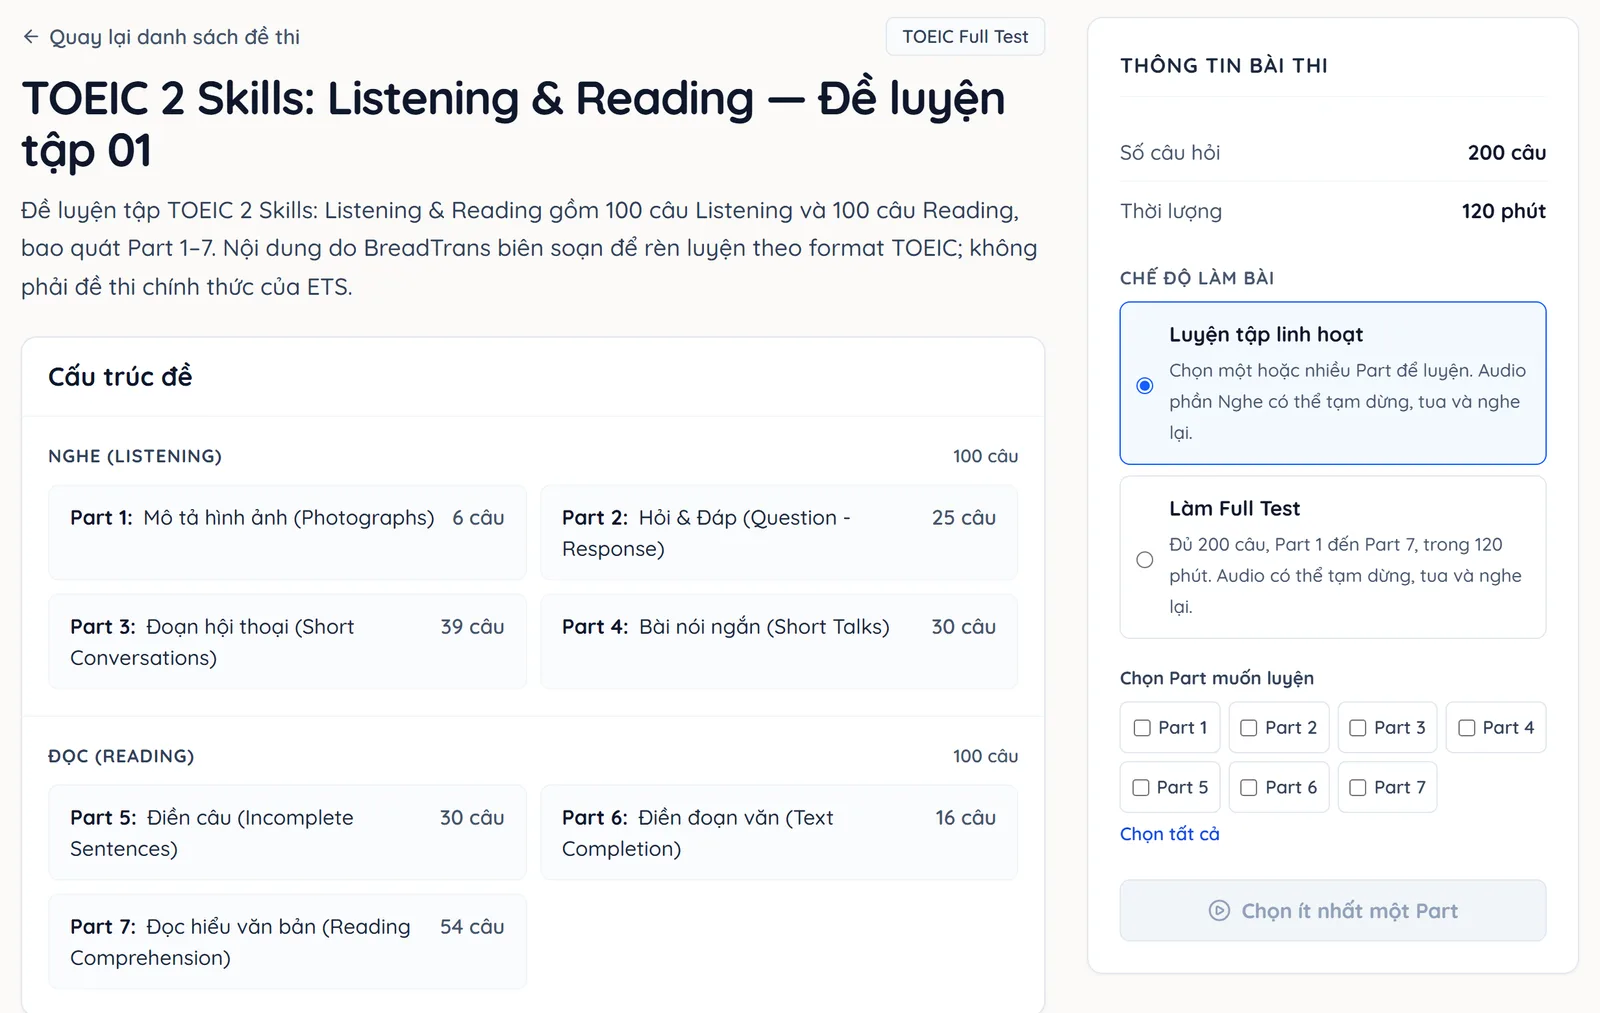 ← Quay lại danh sách đề thi
TOEIC Full Test
TOEIC 2 Skills: Listening & Reading — Đề luyện
tập 01
Đề luyện tập TOEIC 2 Skills: Listening & Reading gồm 100 câu Listening và 100 câu Reading,
bao quát Part 1–7. Nội dung do BreadTrans biên soạn để rèn luyện theo format TOEIC; không
phải đề thi chính thức của ETS.
Cấu trúc đề
NGHE (LISTENING) 100 câu
Part 1: Mô tả hình ảnh (Photographs) 6 câu
Part 2: Hỏi & Đáp (Question - 25 câu
Response)
Part 3: Đoạn hội thoại (Short 39 câu
Conversations)
Part 4: Bài nói ngắn (Short Talks) 30 câu
ĐỌC (READING) 100 câu
Part 5: Điền câu (Incomplete 30 câu
Sentences)
Part 6: Điền đoạn văn (Text 16 câu
Completion)
Part 7: Đọc hiểu văn bản (Reading 54 câu
Comprehension)
THÔNG TIN BÀI THI
Số câu hỏi 200 câu
Thời lượng 120 phút
CHẾ ĐỘ LÀM BÀI
Luyện tập linh hoạt
Chọn một hoặc nhiều Part để luyện. Audio
phần Nghe có thể tạm dừng, tua và nghe
lại.
Làm Full Test
Đủ 200 câu, Part 1 đến Part 7, trong 120
phút. Audio có thể tạm dừng, tua và nghe
lại.
Chọn Part muốn luyện
Part 1 Part 2 Part 3 Part 4
Part 5 Part 6 Part 7
Chọn tất cả
Chọn ít nhất một Part